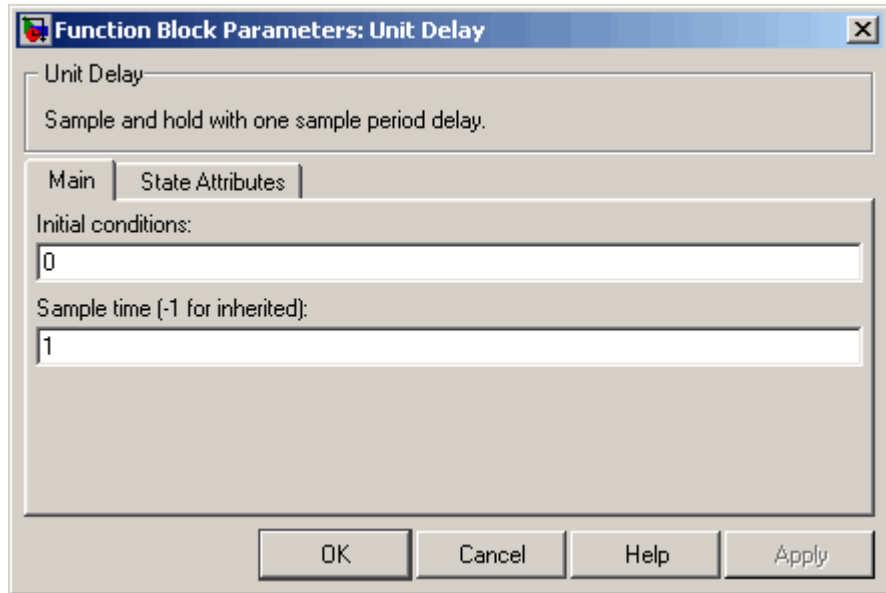 Function Block Parameters: Unit Delay
Unit Delay
Sample and hold with one sample period delay.
Main State Attributes
Initial conditions:
0
Sample time (-1 for inherited):
1
OK Cancel Help Apply